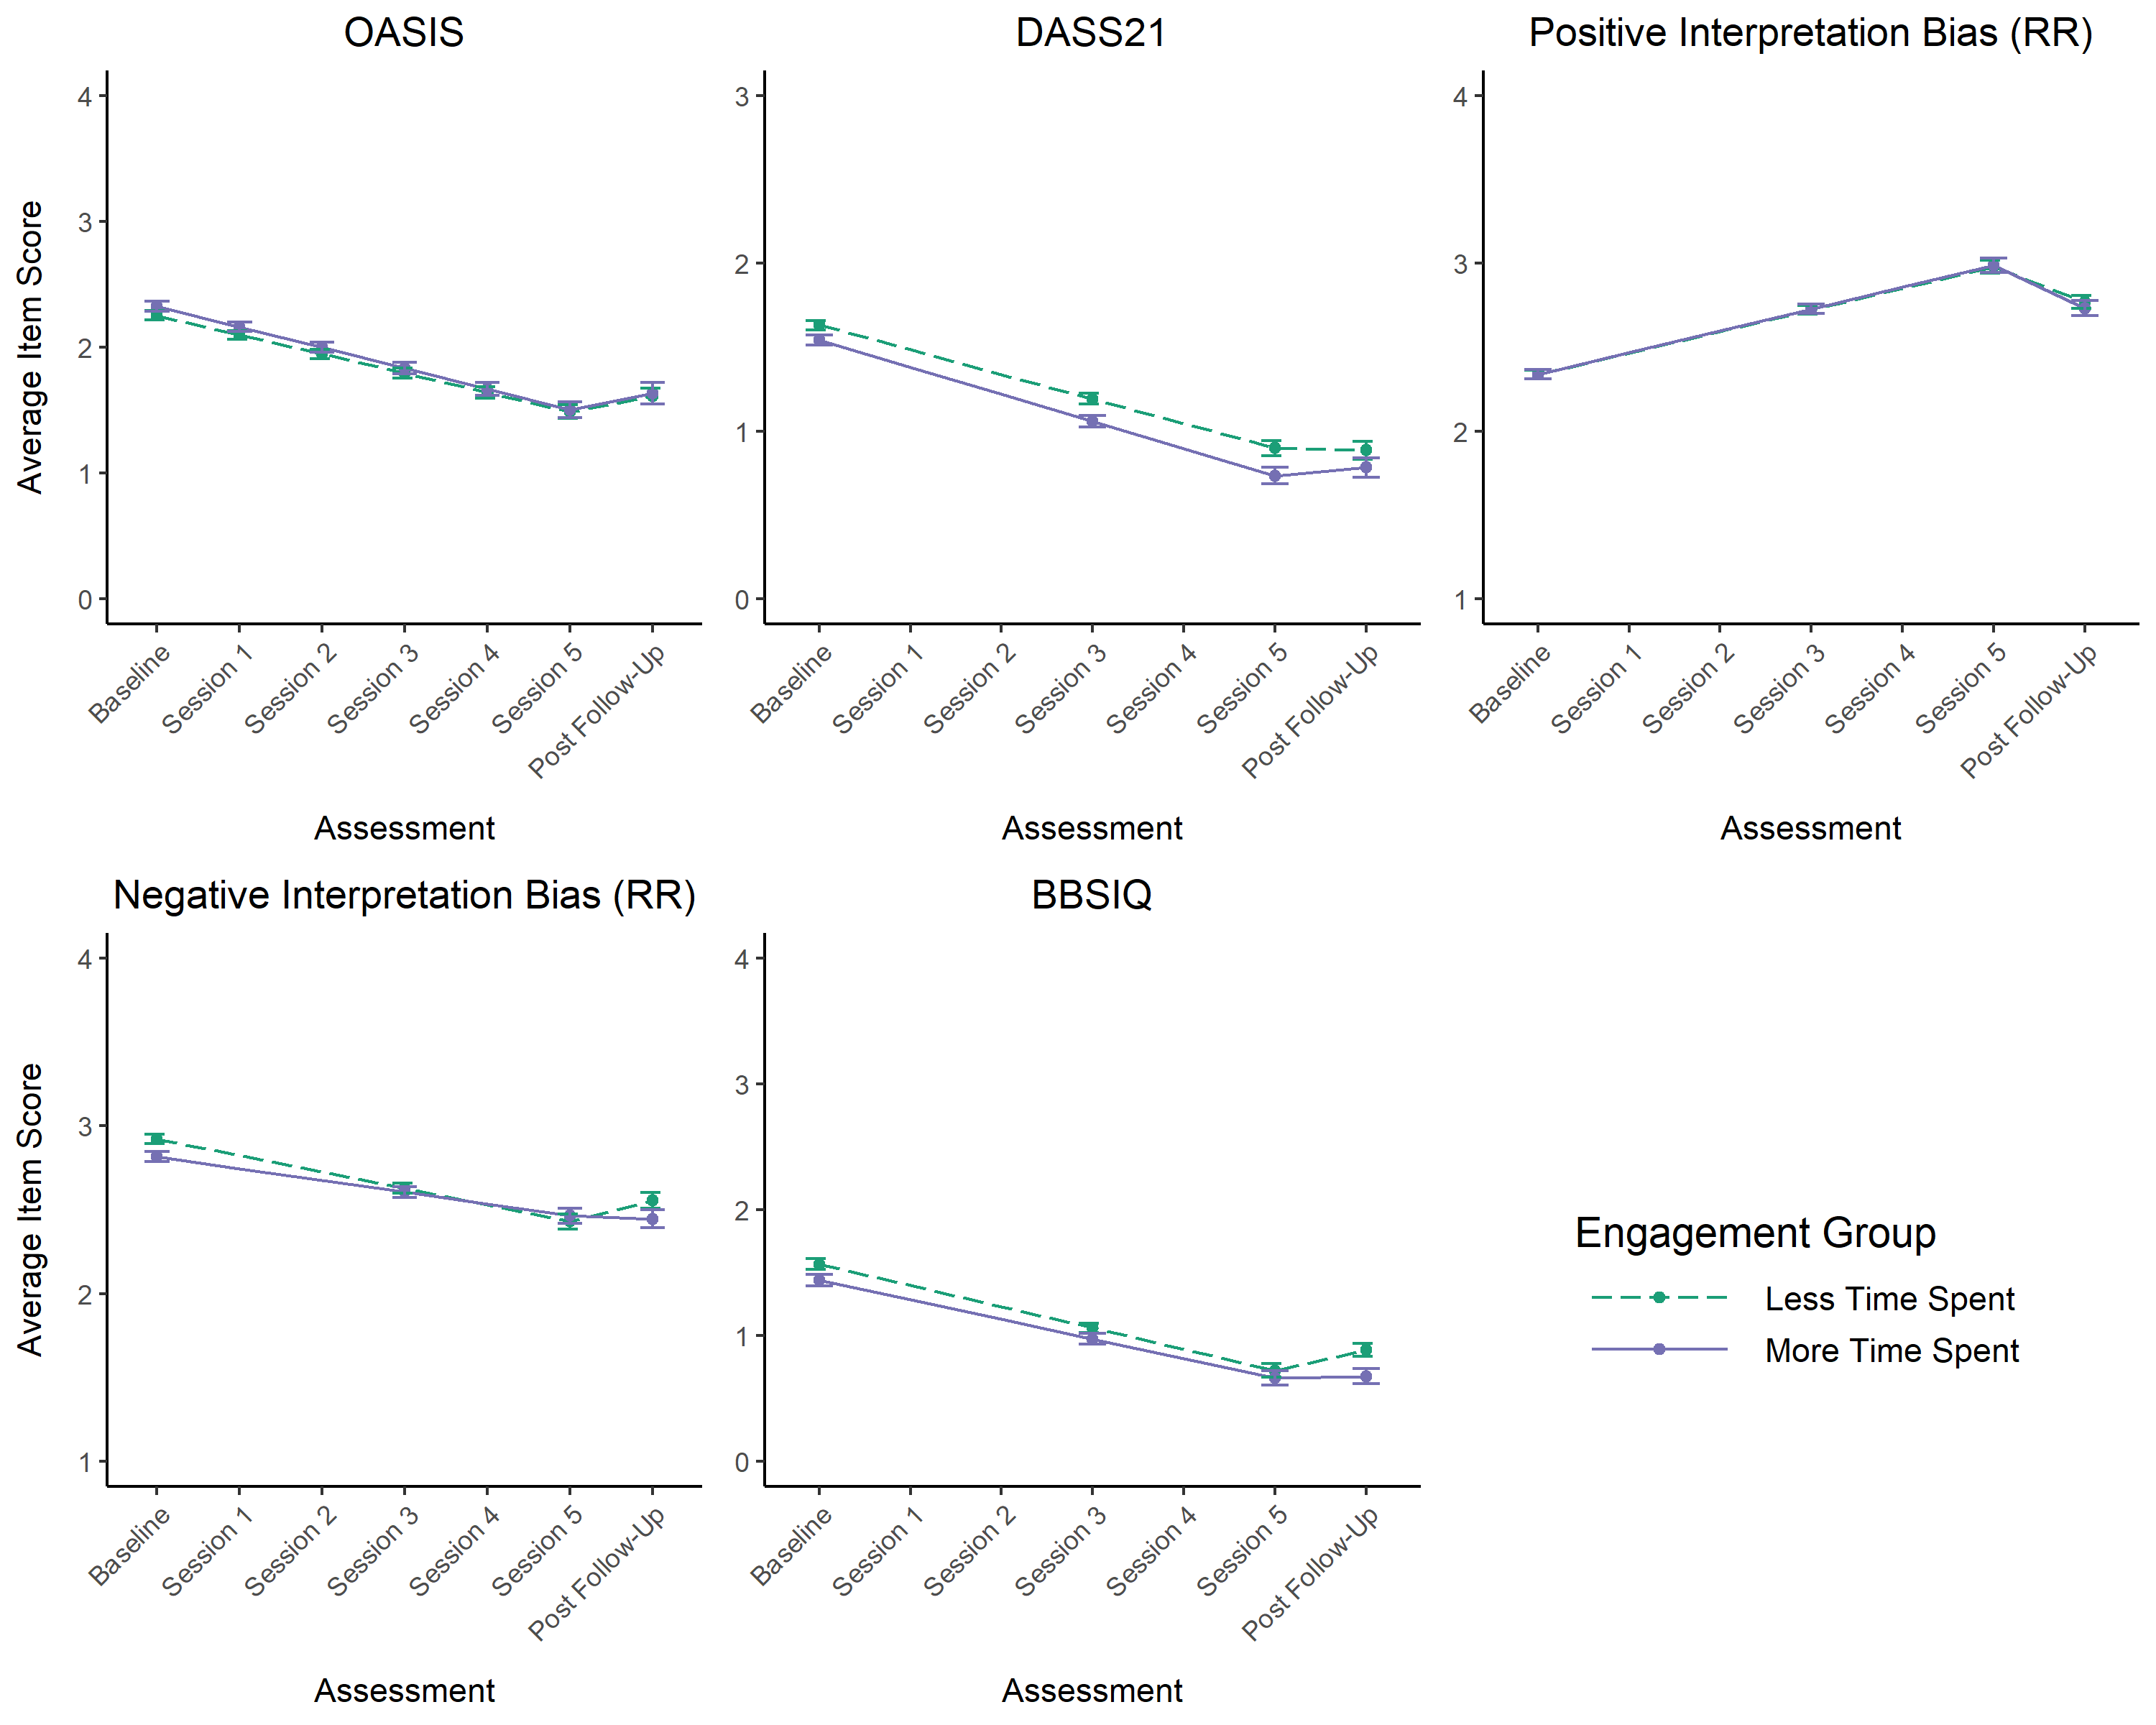 OASIS
Average Item Score
4
3
2
1
0
Baseline
Session 1
Session 2
Session 3
Session 4
Session 5
Post Follow-Up
Assessment
DASS21
3
2
1
0
Baseline
Session 1
Session 2
Session 3
Session 4
Session 5
Post Follow-Up
Assessment
Positive Interpretation Bias (RR)
4
3
2
1
Baseline
Session 1
Session 2
Session 3
Session 4
Session 5
Post Follow-Up
Assessment
Negative Interpretation Bias (RR)
Average Item Score
4
3
2
1
Baseline
Session 1
Session 2
Session 3
Session 4
Session 5
Post Follow-Up
Assessment
BBSIQ
4
3
2
1
0
Baseline
Session 1
Session 2
Session 3
Session 4
Session 5
Post Follow-Up
Assessment
Engagement Group
Less Time Spent
More Time Spent